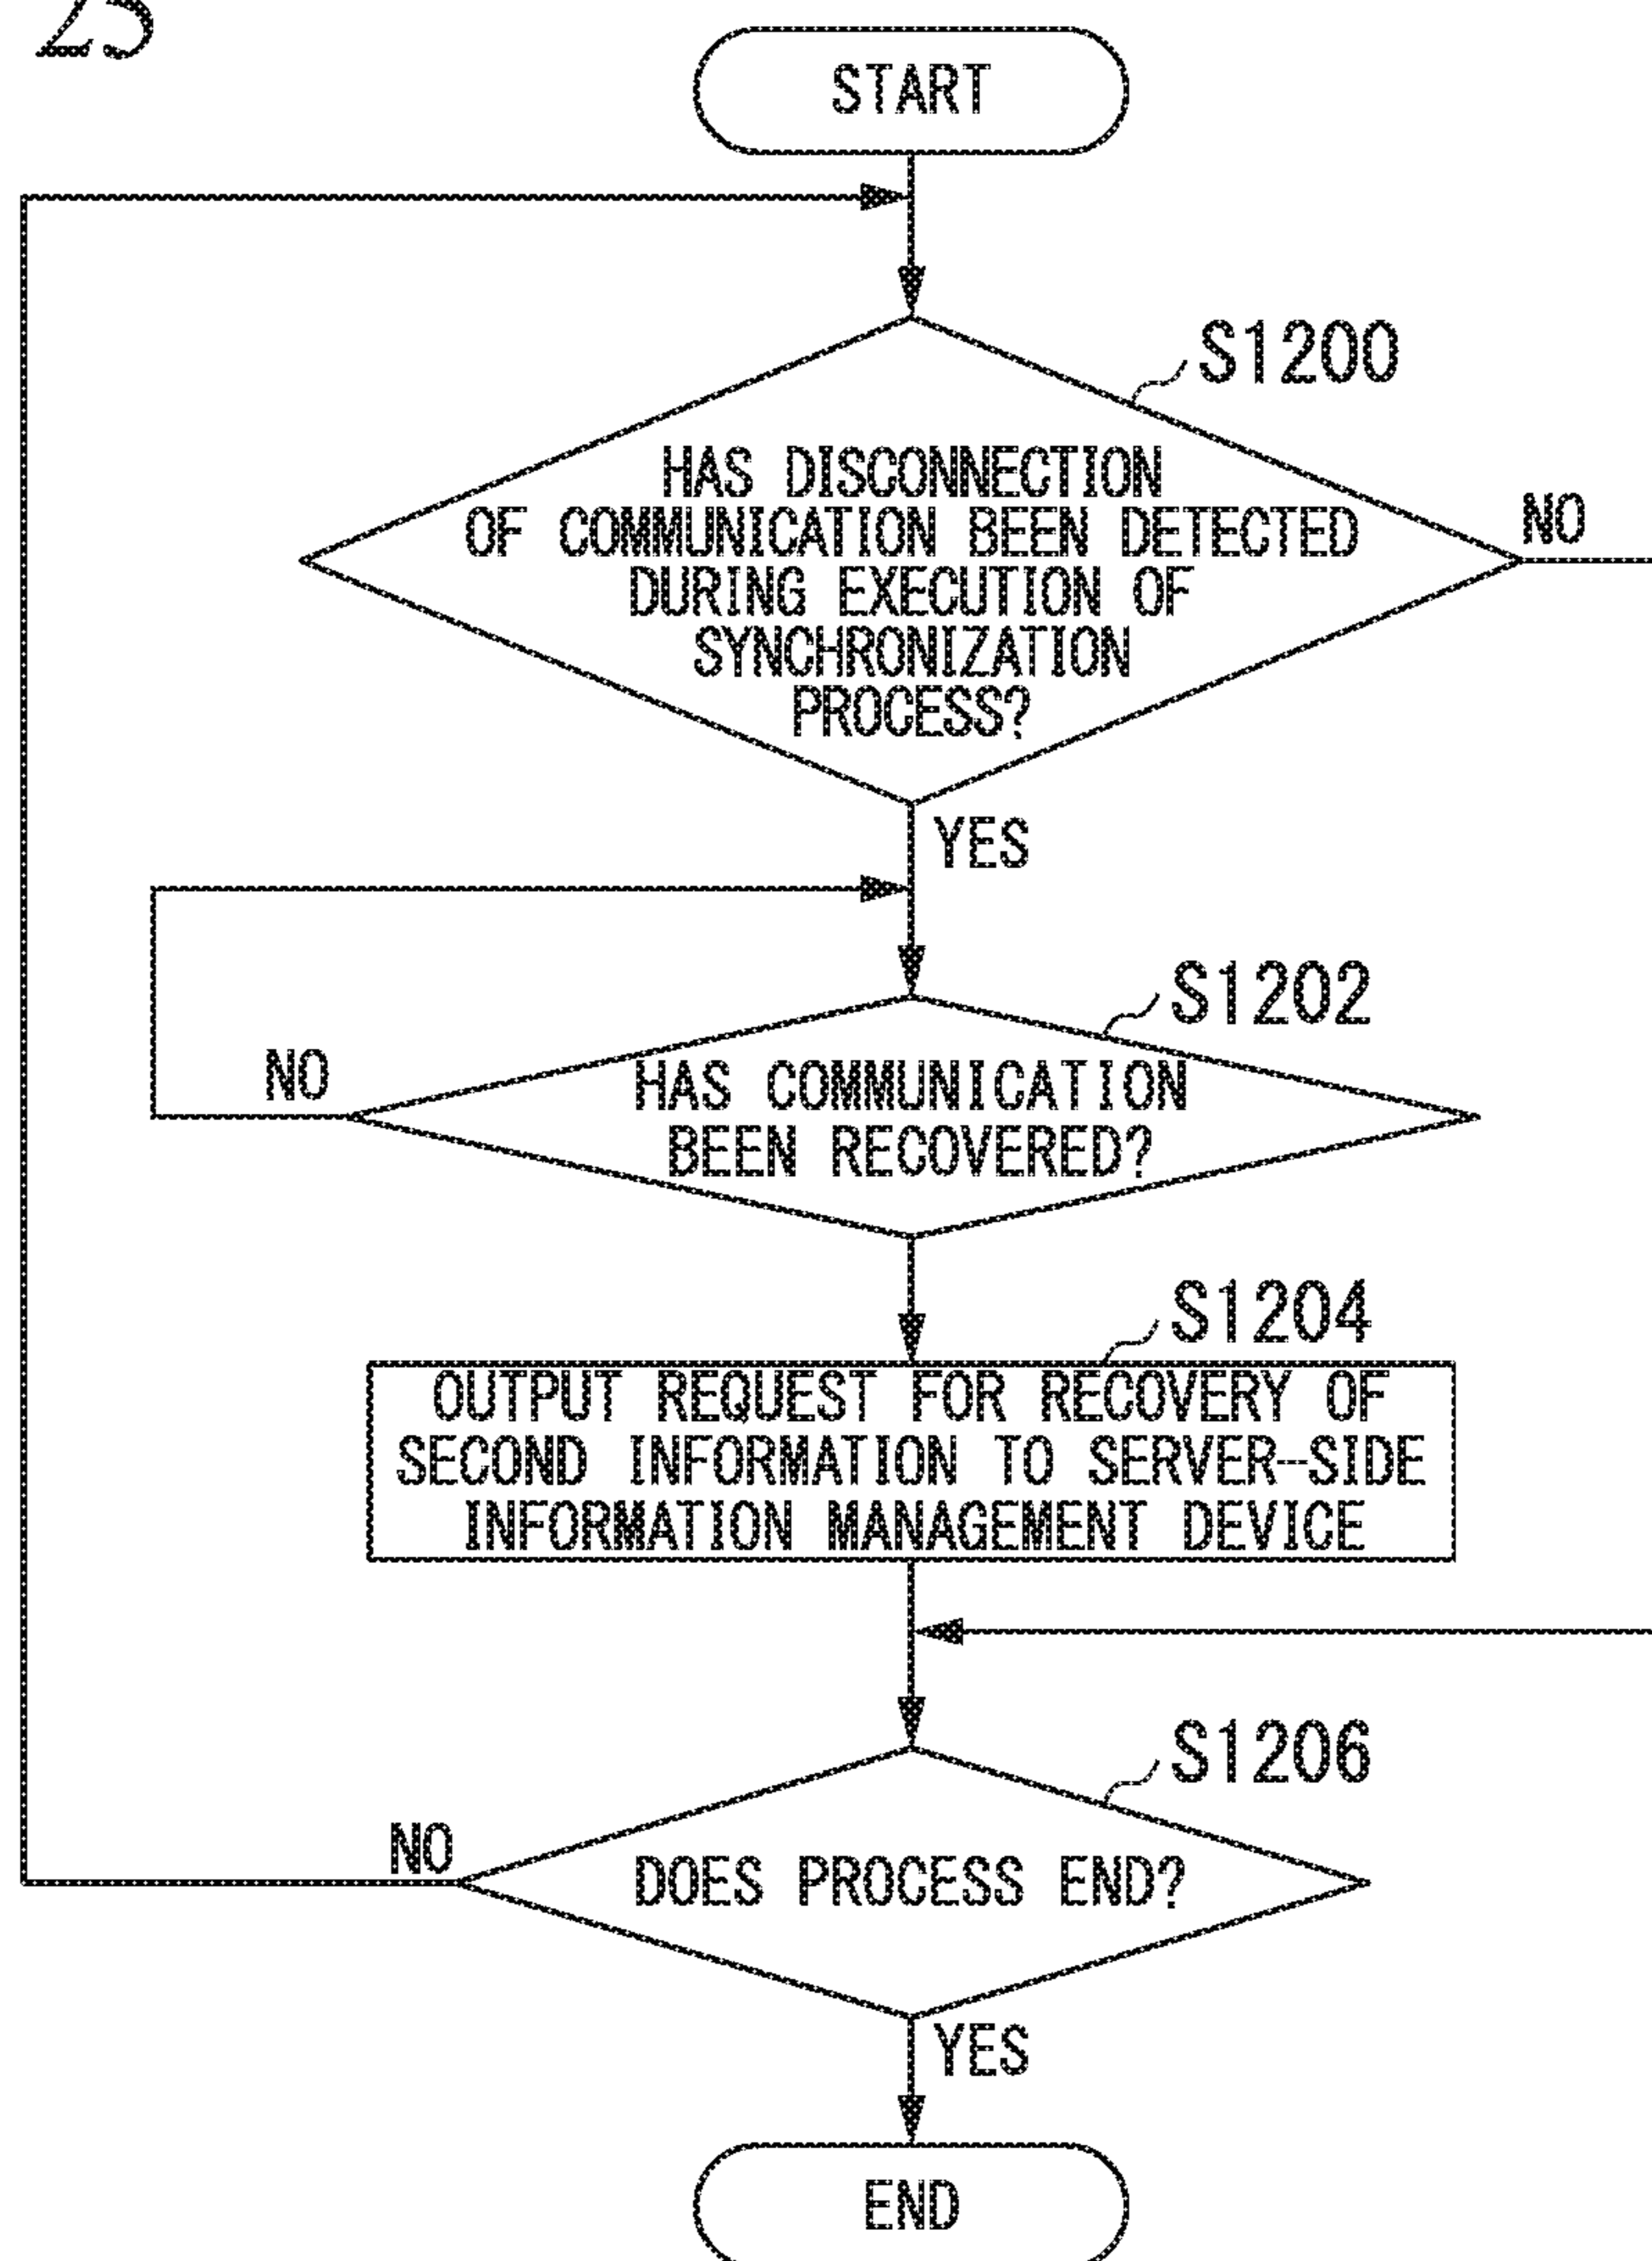 25
START
S1200
HAS DISCONNECTION
OF COMMUNICATION BEEN DETECTED
DURING EXECUTION OF
SYNCHRONIZATION
PROCESS?
NO
YES
S1202
NO
HAS COMMUNICATION
BEEN RECOVERED?
S1204
OUTPUT REQUEST FOR RECOVERY OF
SECOND INFORMATION TO SERVER-SIDE
INFORMATION MANAGEMENT DEVICE
S1206
NO
DOES PROCESS END?
YES
END